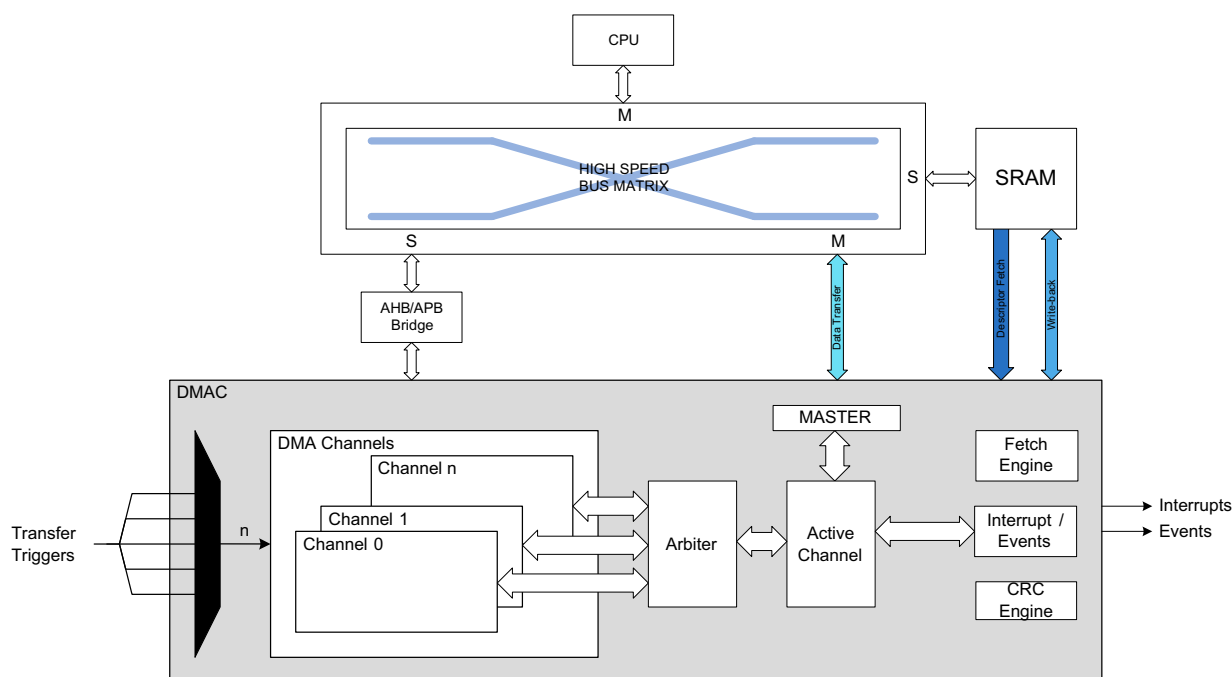 CPU
M
HIGH SPEED
BUS MATRIX
S
SRAM
S
M
AHB/APB
Bridge
Data Transfer
Descriptor Fetch
Write-back
DMAC
MASTER
DMA Channels
Channel n
Channel 1
Channel 0
Fetch
Engine
Transfer
Triggers
n
Arbiter
Active
Channel
Interrupt /
Events
Interrupts
Events
CRC
Engine